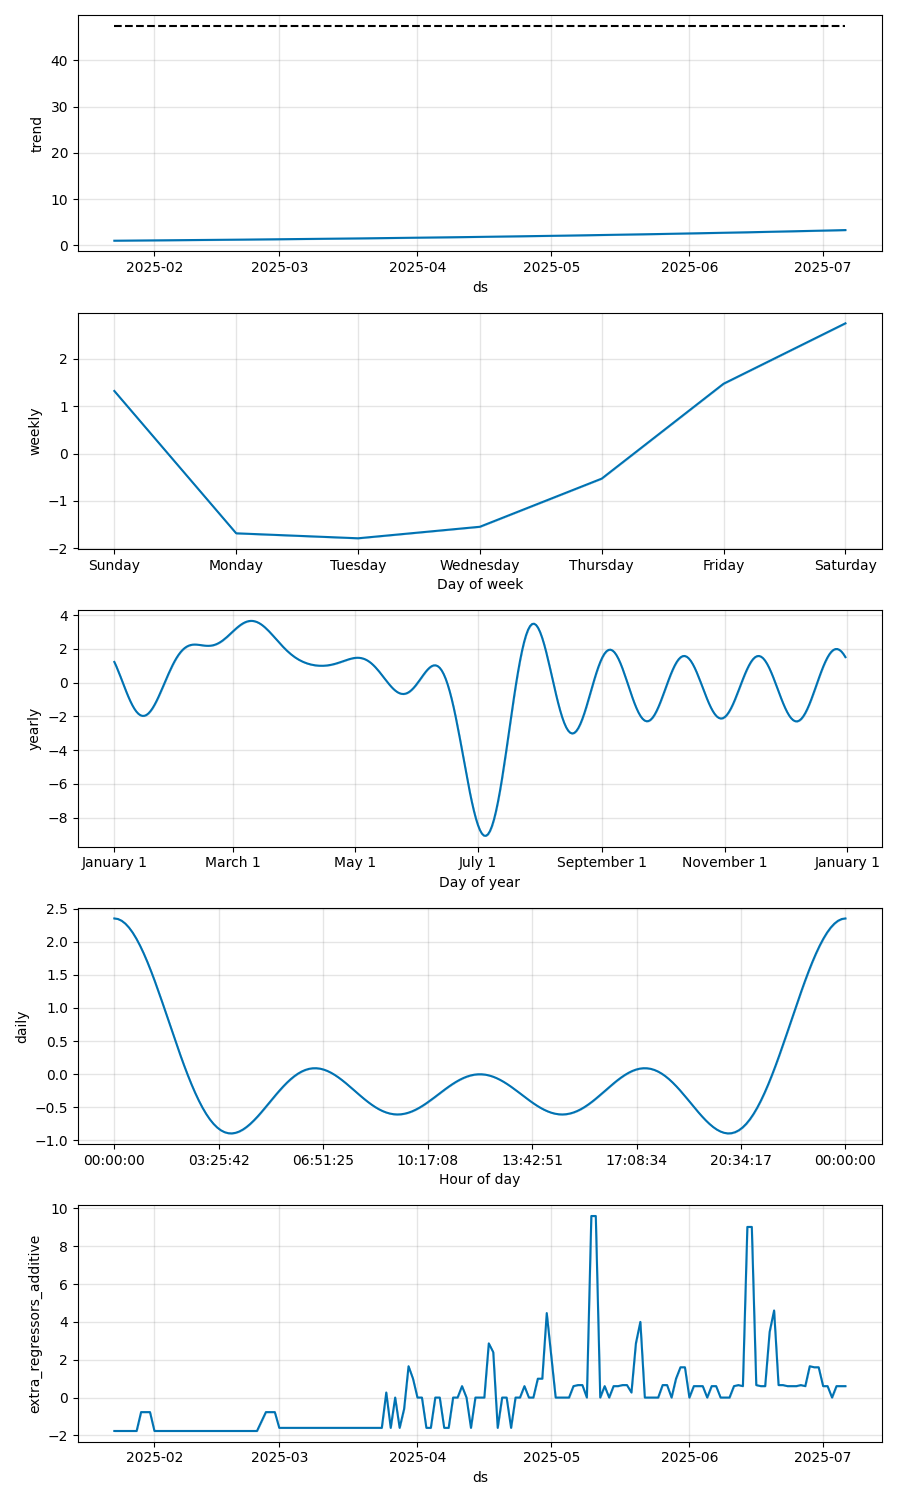 40
30
20
10
0
trend
2025-02 2025-03 2025-04 2025-05 2025-06 2025-07
ds
2
1
0
−1
−2
weekly
Sunday Monday Tuesday Wednesday Thursday Friday Saturday
Day of week
4
2
0
−2
−4
−6
−8
yearly
January 1 March 1 May 1 July 1 September 1 November 1 January 1
Day of year
2.5
2.0
1.5
1.0
0.5
0.0
−0.5
−1.0
daily
00:00:00 03:25:42 06:51:25 10:17:08 13:42:51 17:08:34 20:34:17 00:00:00
Hour of day
10
8
6
4
2
0
−2
extra_regressors_additive
2025-02 2025-03 2025-04 2025-05 2025-06 2025-07
ds